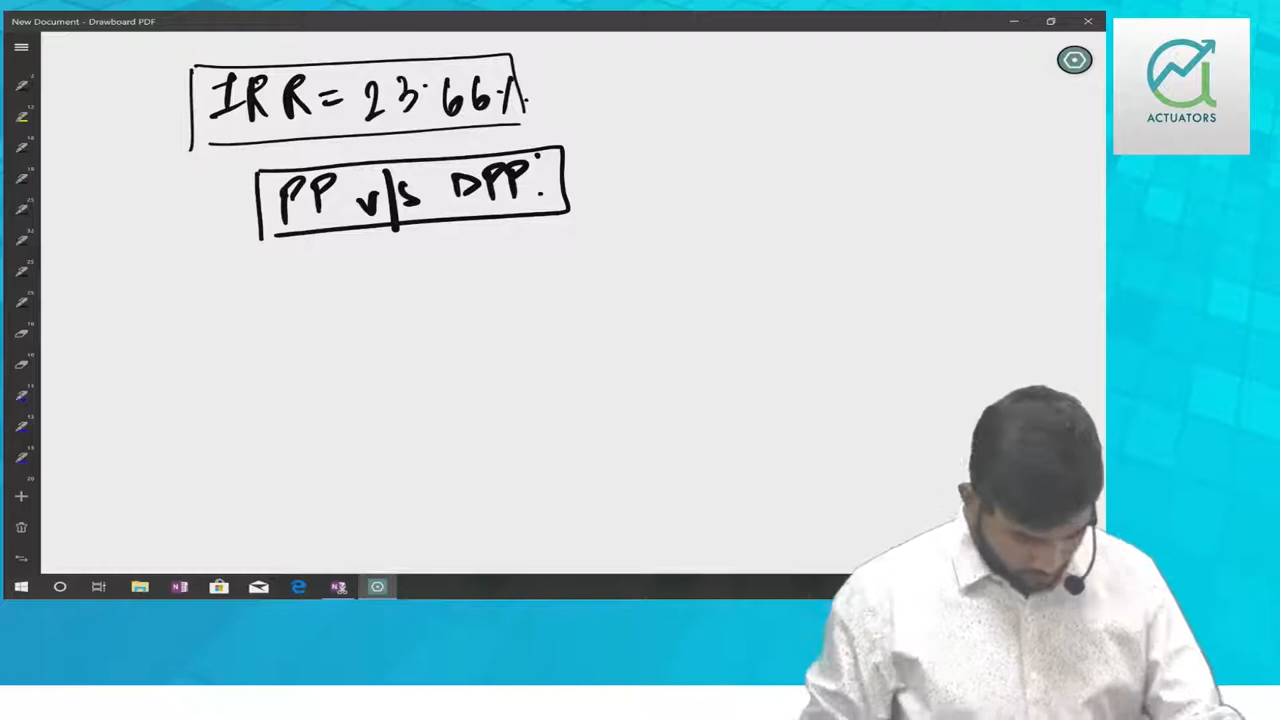 New Document - Drawboard PDF
IRR = 23.66%
PP v/s DPP:
ACTUATORS